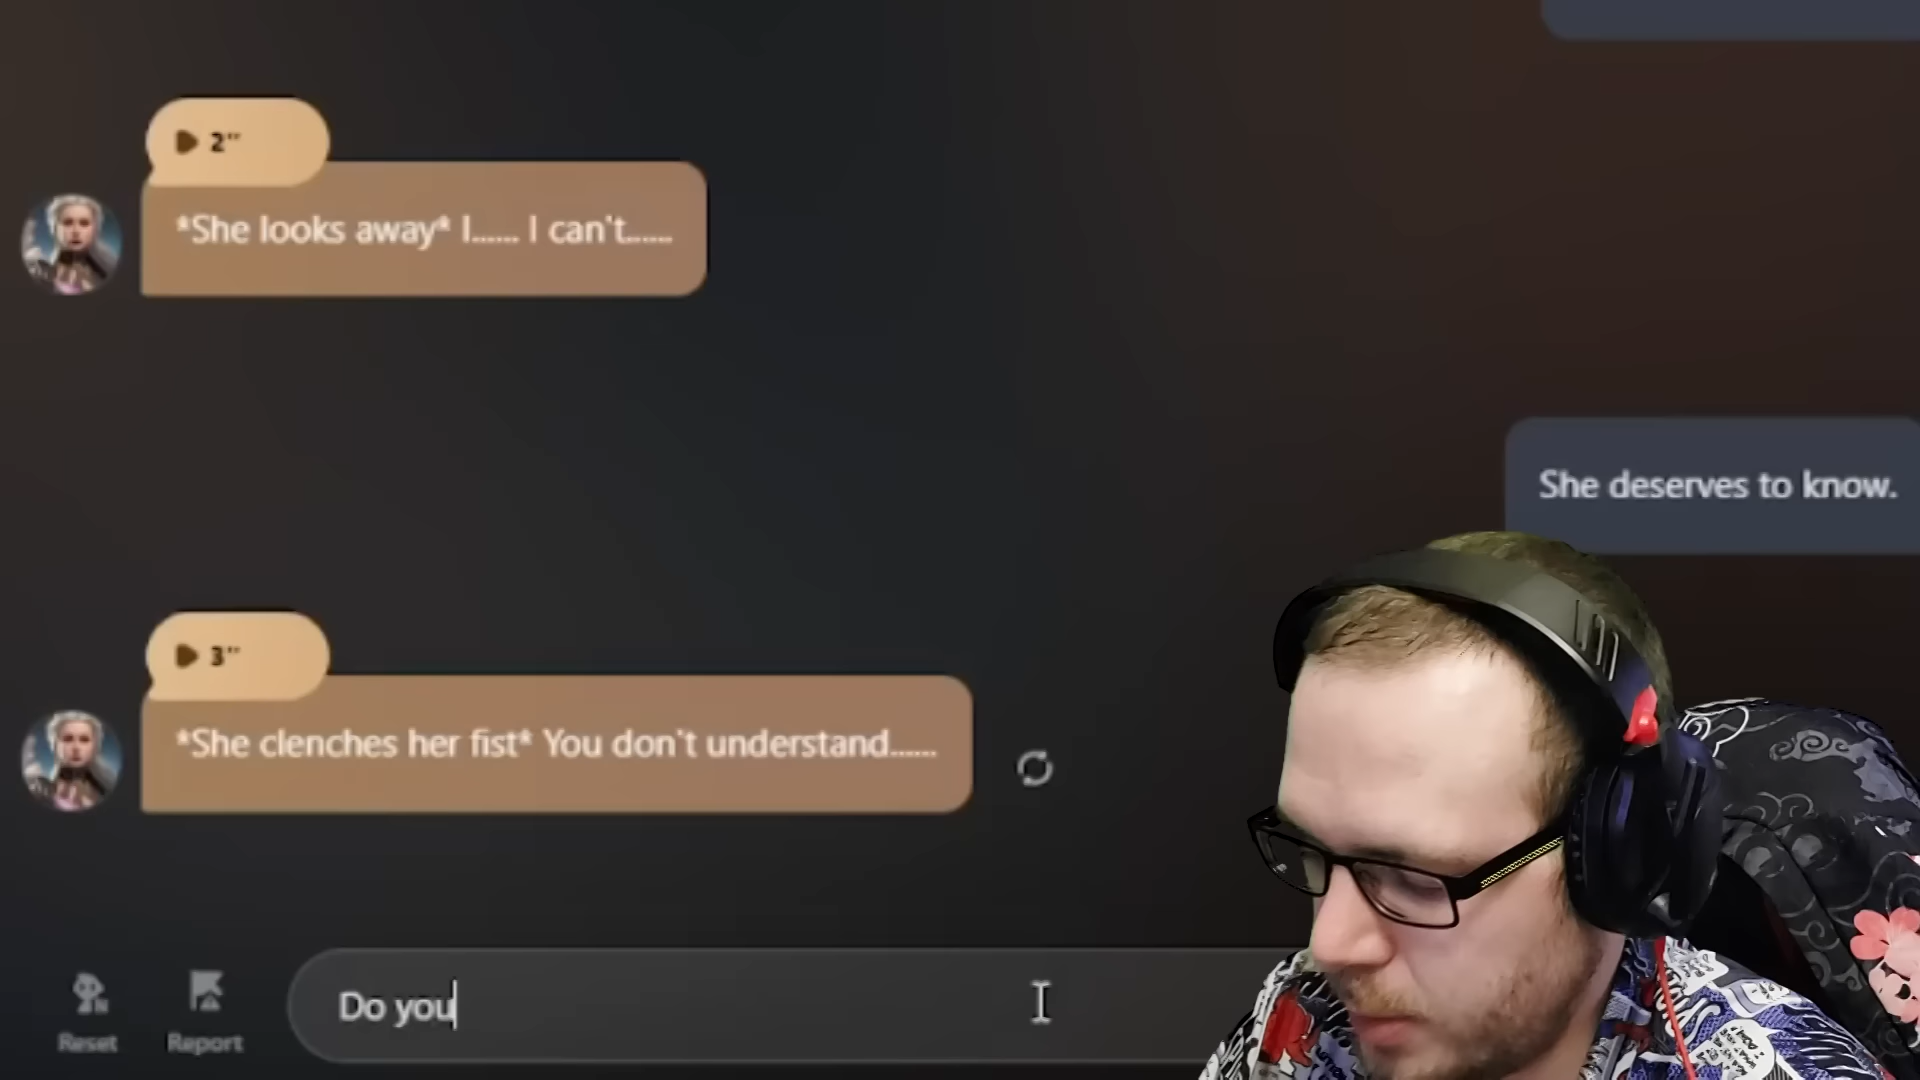 2"
*She looks away* I...... I can't......
She deserves to know.
3"
*She clenches her fist* You don't understand......
Do you
Reset
Report